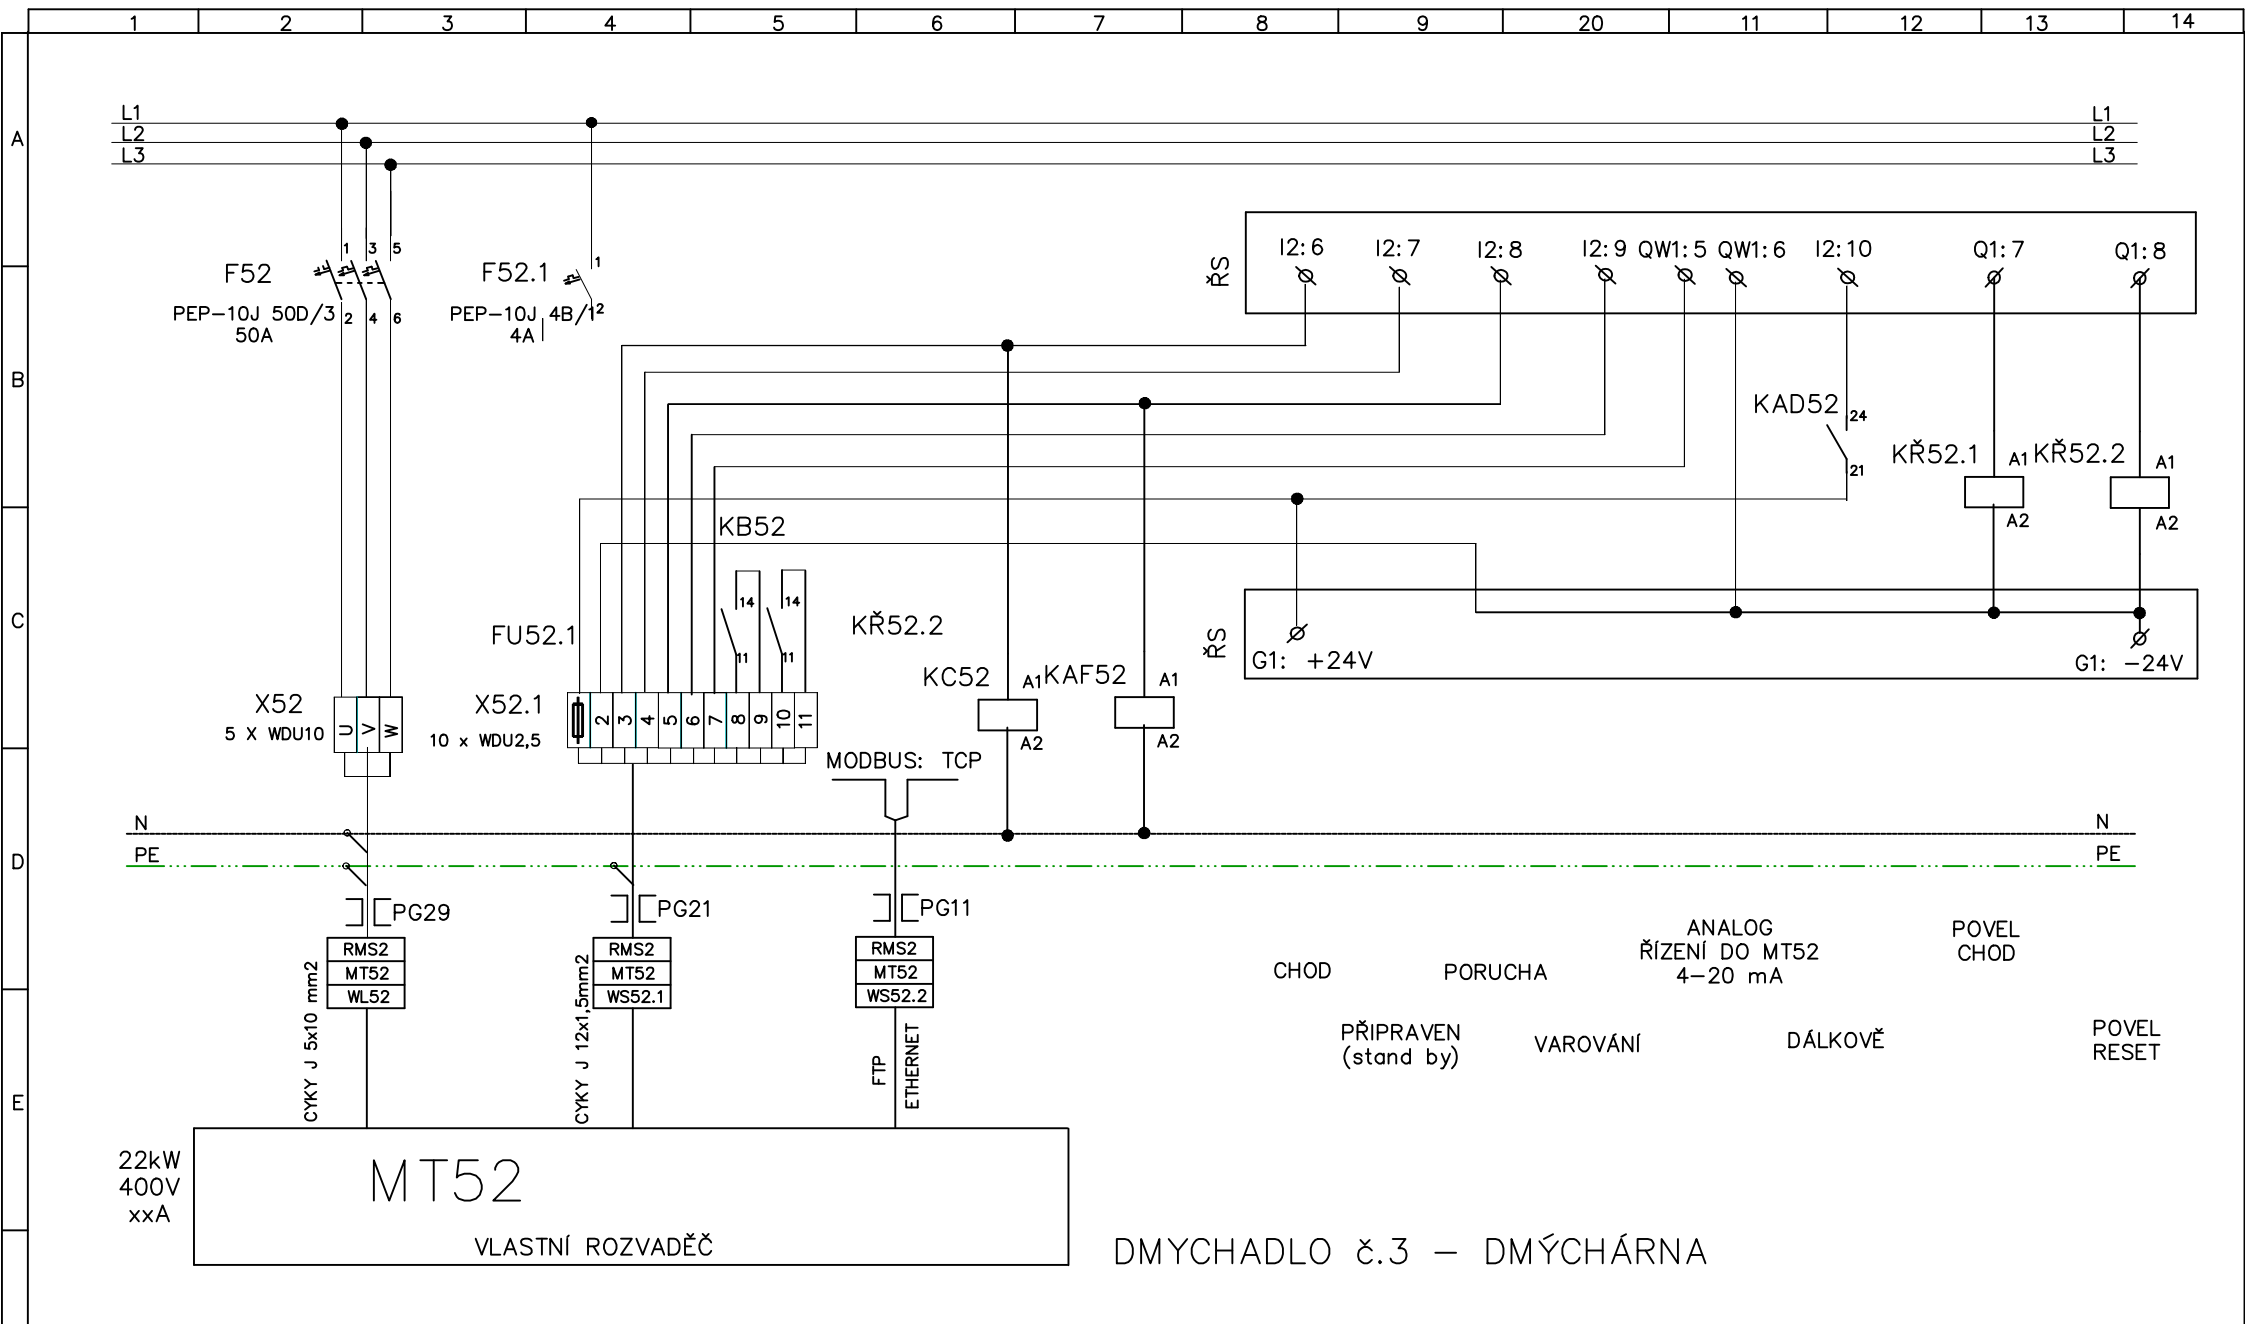 1 2 3 4 5 6 7 8 9 20 11 12 13 14
A
B
C
D
E
L1 L1
L2 L2
L3 L3
F52
1 3 5
2 4 6
PEP-10J 50D/3
50A
F52.1
1
2
PEP-10J 4B/1
4A
ŘS
I2:6 I2:7 I2:8 I2:9 QW1:5 QW1:6 I2:10 Q1:7 Q1:8
KAD52
24
21
KŘ52.1
A1
A2
KŘ52.2
A1
A2
KB52
14 14
11 11
KŘ52.2
FU52.1
ŘS
G1: +24V
G1: -24V
KC52
A1
A2
KAF52
A1
A2
X52
5 X WDU10
U V W
X52.1
10 x WDU2,5
2 3 4 5 6 7 8 9 10 11
MODBUS: TCP
N N
PE PE
PG29
PG21
PG11
RMS2
MT52
WL52
RMS2
MT52
WS52.1
RMS2
MT52
WS52.2
CYKY J 5x10 mm2
CYKY J 12x1,5mm2
FTP
ETHERNET
CHOD
PORUCHA
ANALOG
ŘÍZENÍ DO MT52
4-20 mA
POVEL
CHOD
PŘIPRAVEN
(stand by)
VAROVÁNÍ
DÁLKOVĚ
POVEL
RESET
22kW
400V
xxA
MT52
VLASTNÍ ROZVADĚČ
DMYCHADLO č.3 - DMÝCHÁRNA